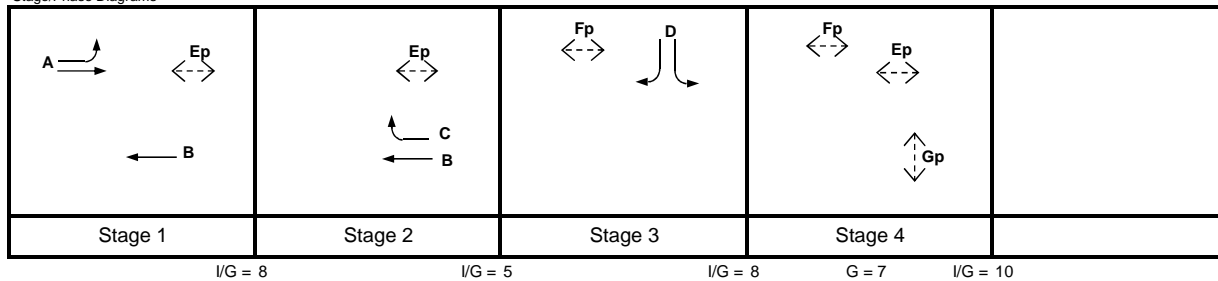 Stage/Phase Diagrams
A Ep B
Ep C B
Fp D
Fp Ep Gp
Stage 1 Stage 2 Stage 3 Stage 4
I/G = 8 I/G = 5 I/G = 8 G = 7 I/G = 10